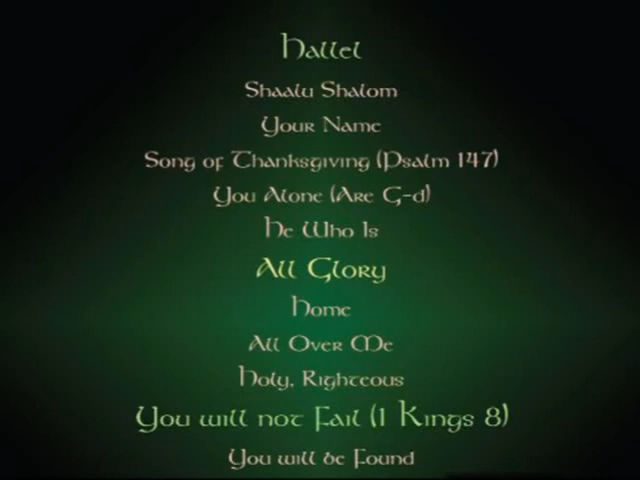 Hallel
Shaalu Shalom
Your Name
Song of Thanksgiving (Psalm 147)
You Alone (Are G-d)
He Who Is
All Glory
Home
All Over Me
Holy, Righteous
You will not Fail (1 Kings 8)
You will be Found